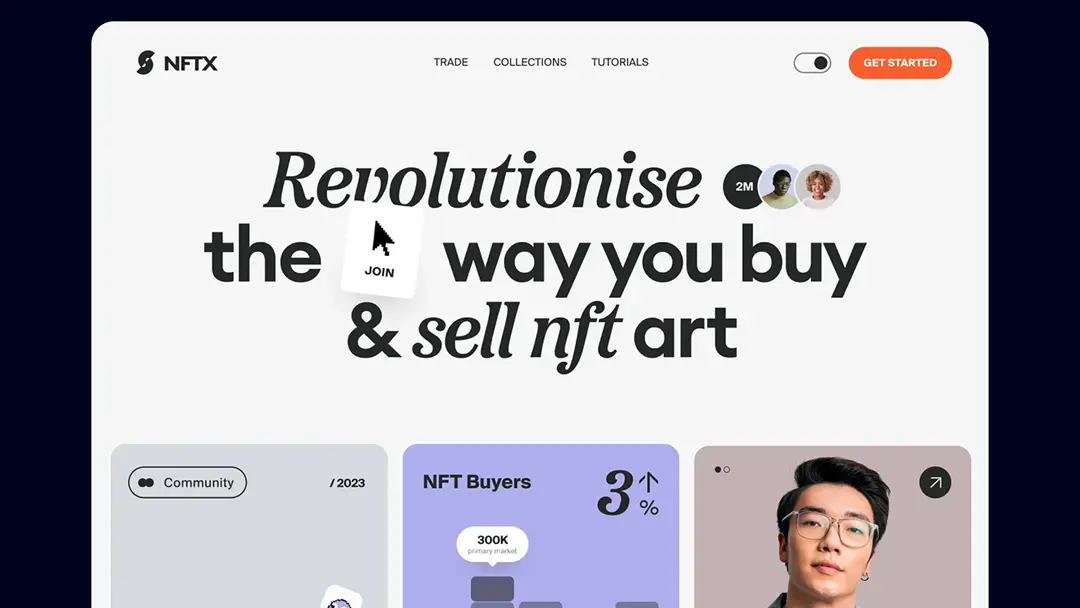 NFTX
TRADE COLLECTIONS TUTORIALS
GET STARTED
Revolutionise
2M
the way you buy
JOIN
& sell nft art
Community
/ 2023
NFT Buyers
3 %
300K
primary market